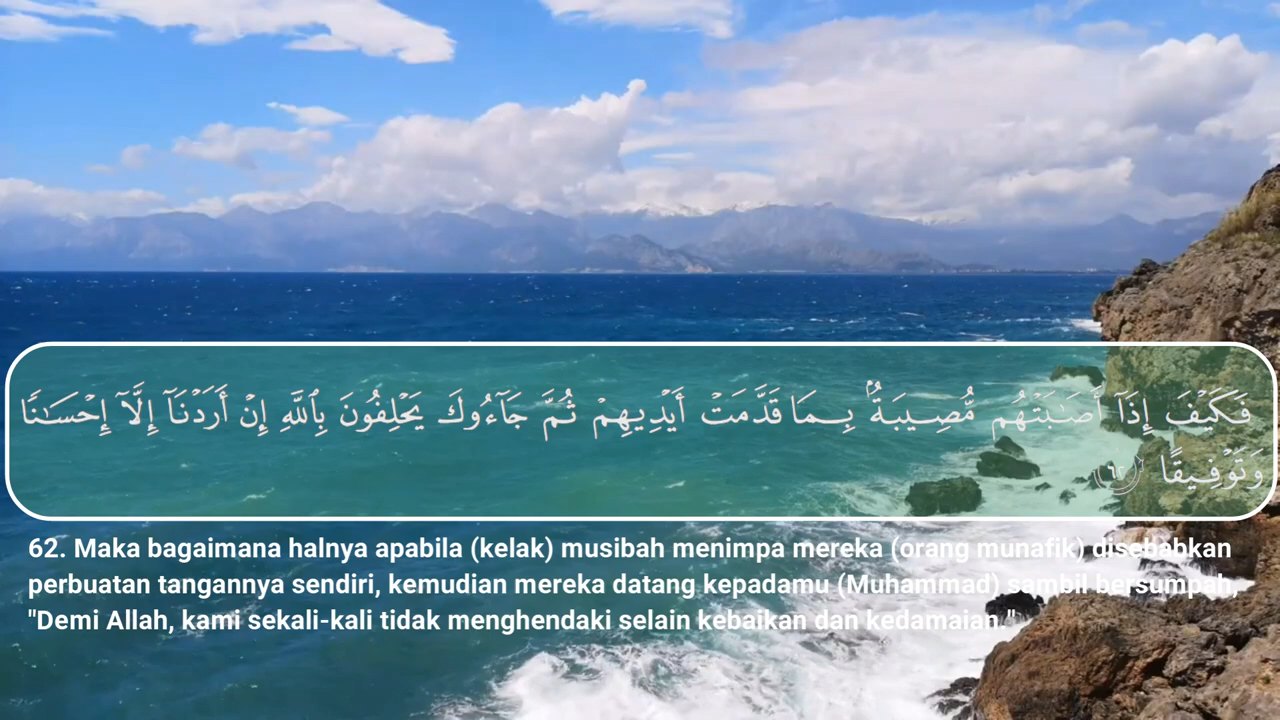 فَكَيْفَ إِذَآ أَصَٰبَتْهُم مُّصِيبَةٌۢ بِمَا قَدَّمَتْ أَيْدِيهِمْ ثُمَّ جَآءُوكَ يَحْلِفُونَ بِٱللَّهِ إِنْ أَرَدْنَآ إِلَّآ إِحْسَٰنًا
وَتَوْفِيقًا ٦٢
62. Maka bagaimana halnya apabila (kelak) musibah menimpa mereka (orang munafik) disebabkan
perbuatan tangannya sendiri, kemudian mereka datang kepadamu (Muhammad) sambil bersumpah,
"Demi Allah, kami sekali-kali tidak menghendaki selain kebaikan dan kedamaian."